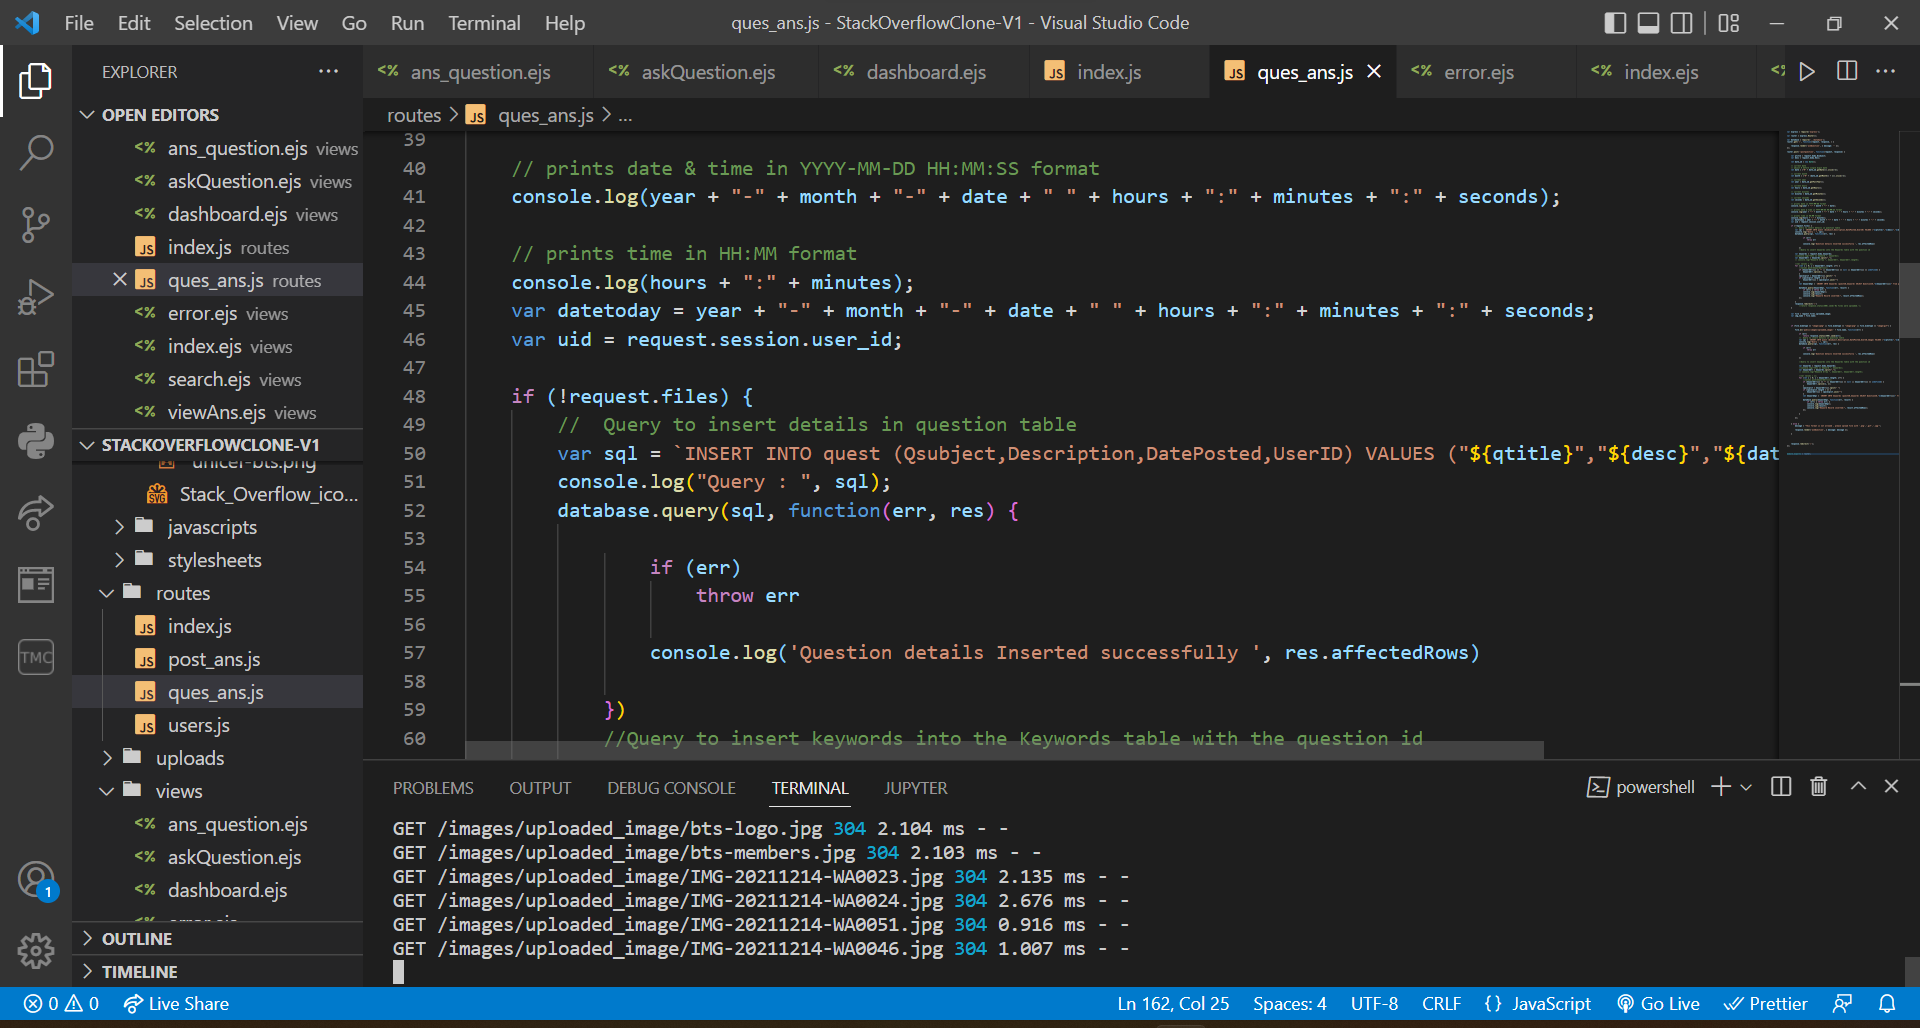 File Edit Selection View Go Run Terminal Help
ques_ans.js - StackOverflowClone-V1 - Visual Studio Code
EXPLORER
OPEN EDITORS
ans_question.ejs views
askQuestion.ejs views
dashboard.ejs views
index.js routes
ques_ans.js routes
error.ejs views
index.ejs views
search.ejs views
viewAns.ejs views
STACKOVERFLOWCLONE-V1
unicef-bts.png
Stack_Overflow_ico...
javascripts
stylesheets
routes
index.js
post_ans.js
ques_ans.js
users.js
uploads
views
ans_question.ejs
askQuestion.ejs
dashboard.ejs
OUTLINE
TIMELINE
TMC
1
ans_question.ejs askQuestion.ejs dashboard.ejs index.js ques_ans.js error.ejs index.ejs
routes > ques_ans.js > ...
39
40 // prints date & time in YYYY-MM-DD HH:MM:SS format
41 console.log(year + "-" + month + "-" + date + " " + hours + ":" + minutes + ":" + seconds);
42
43 // prints time in HH:MM format
44 console.log(hours + ":" + minutes);
45 var datetoday = year + "-" + month + "-" + date + " " + hours + ":" + minutes + ":" + seconds;
46 var uid = request.session.user_id;
47
48 if (!request.files) {
49 //  Query to insert details in question table
50 var sql = `INSERT INTO quest (Qsubject,Description,DatePosted,UserID) VALUES ("${qtitle}","${desc}","${dat
51 console.log("Query : ", sql);
52 database.query(sql, function(err, res) {
53
54 if (err)
55 throw err
56
57 console.log('Question details Inserted successfully ', res.affectedRows)
58
59 })
60 //Query to insert keywords into the Keywords table with the question id
PROBLEMS OUTPUT DEBUG CONSOLE TERMINAL JUPYTER
powershell
GET /images/uploaded_image/bts-logo.jpg 304 2.104 ms - -
GET /images/uploaded_image/bts-members.jpg 304 2.103 ms - -
GET /images/uploaded_image/IMG-20211214-WA0023.jpg 304 2.135 ms - -
GET /images/uploaded_image/IMG-20211214-WA0024.jpg 304 2.676 ms - -
GET /images/uploaded_image/IMG-20211214-WA0051.jpg 304 0.916 ms - -
GET /images/uploaded_image/IMG-20211214-WA0046.jpg 304 1.007 ms - -
0 0 Live Share
Ln 162, Col 25 Spaces: 4 UTF-8 CRLF {} JavaScript Go Live Prettier